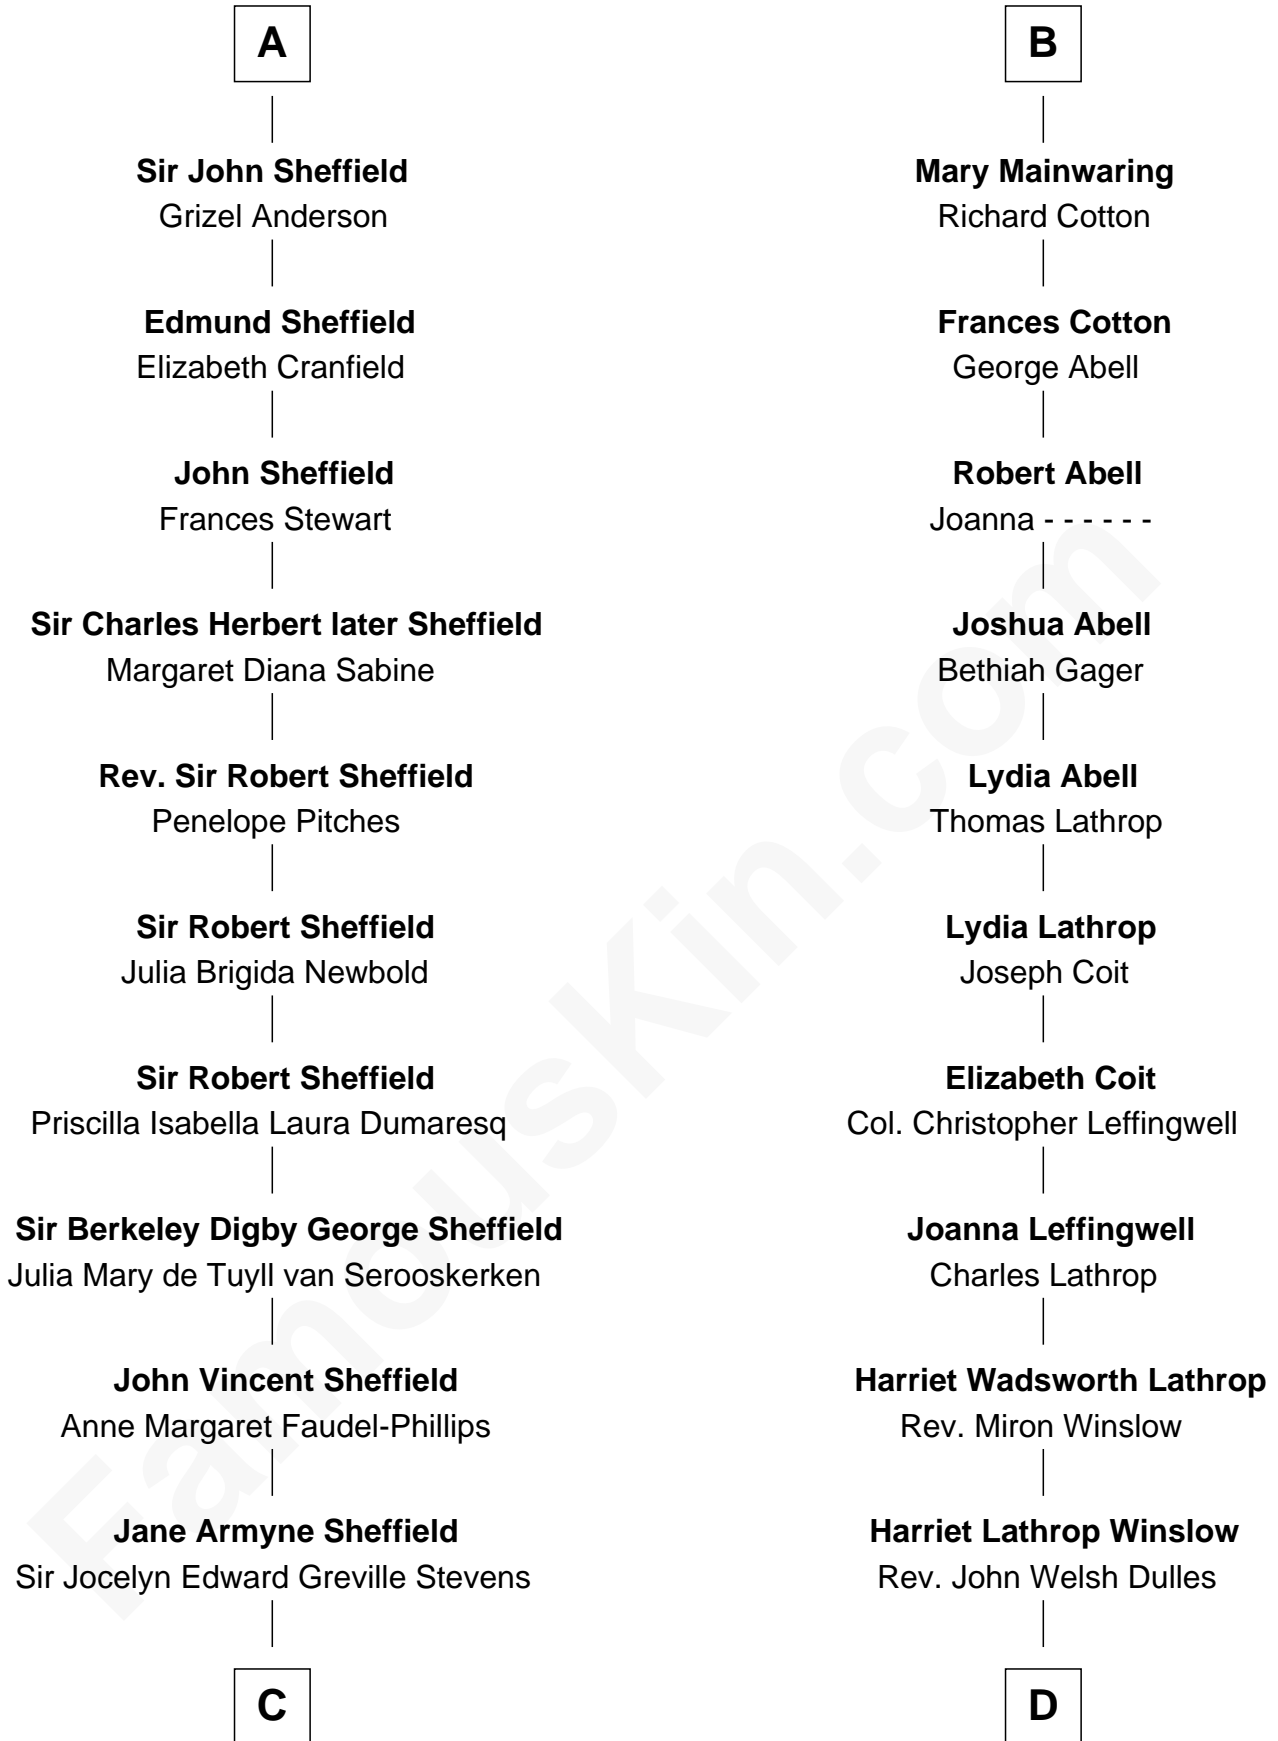 A
Sir John Sheffield
Grizel Anderson
Edmund Sheffield
Elizabeth Cranfield
John Sheffield
Frances Stewart
Sir Charles Herbert later Sheffield
Margaret Diana Sabine
Rev. Sir Robert Sheffield
Penelope Pitches
Sir Robert Sheffield
Julia Brigida Newbold
Sir Robert Sheffield
Priscilla Isabella Laura Dumaresq
Sir Berkeley Digby George Sheffield
Julia Mary de Tuyll van Serooskerken
John Vincent Sheffield
Anne Margaret Faudel-Phillips
Jane Armyne Sheffield
Sir Jocelyn Edward Greville Stevens
C
B
Mary Mainwaring
Richard Cotton
Frances Cotton
George Abell
Robert Abell
Joanna - - - - - -
Joshua Abell
Bethiah Gager
Lydia Abell
Thomas Lathrop
Lydia Lathrop
Joseph Coit
Elizabeth Coit
Col. Christopher Leffingwell
Joanna Leffingwell
Charles Lathrop
Harriet Wadsworth Lathrop
Rev. Miron Winslow
Harriet Lathrop Winslow
Rev. John Welsh Dulles
D
FamousKin.com